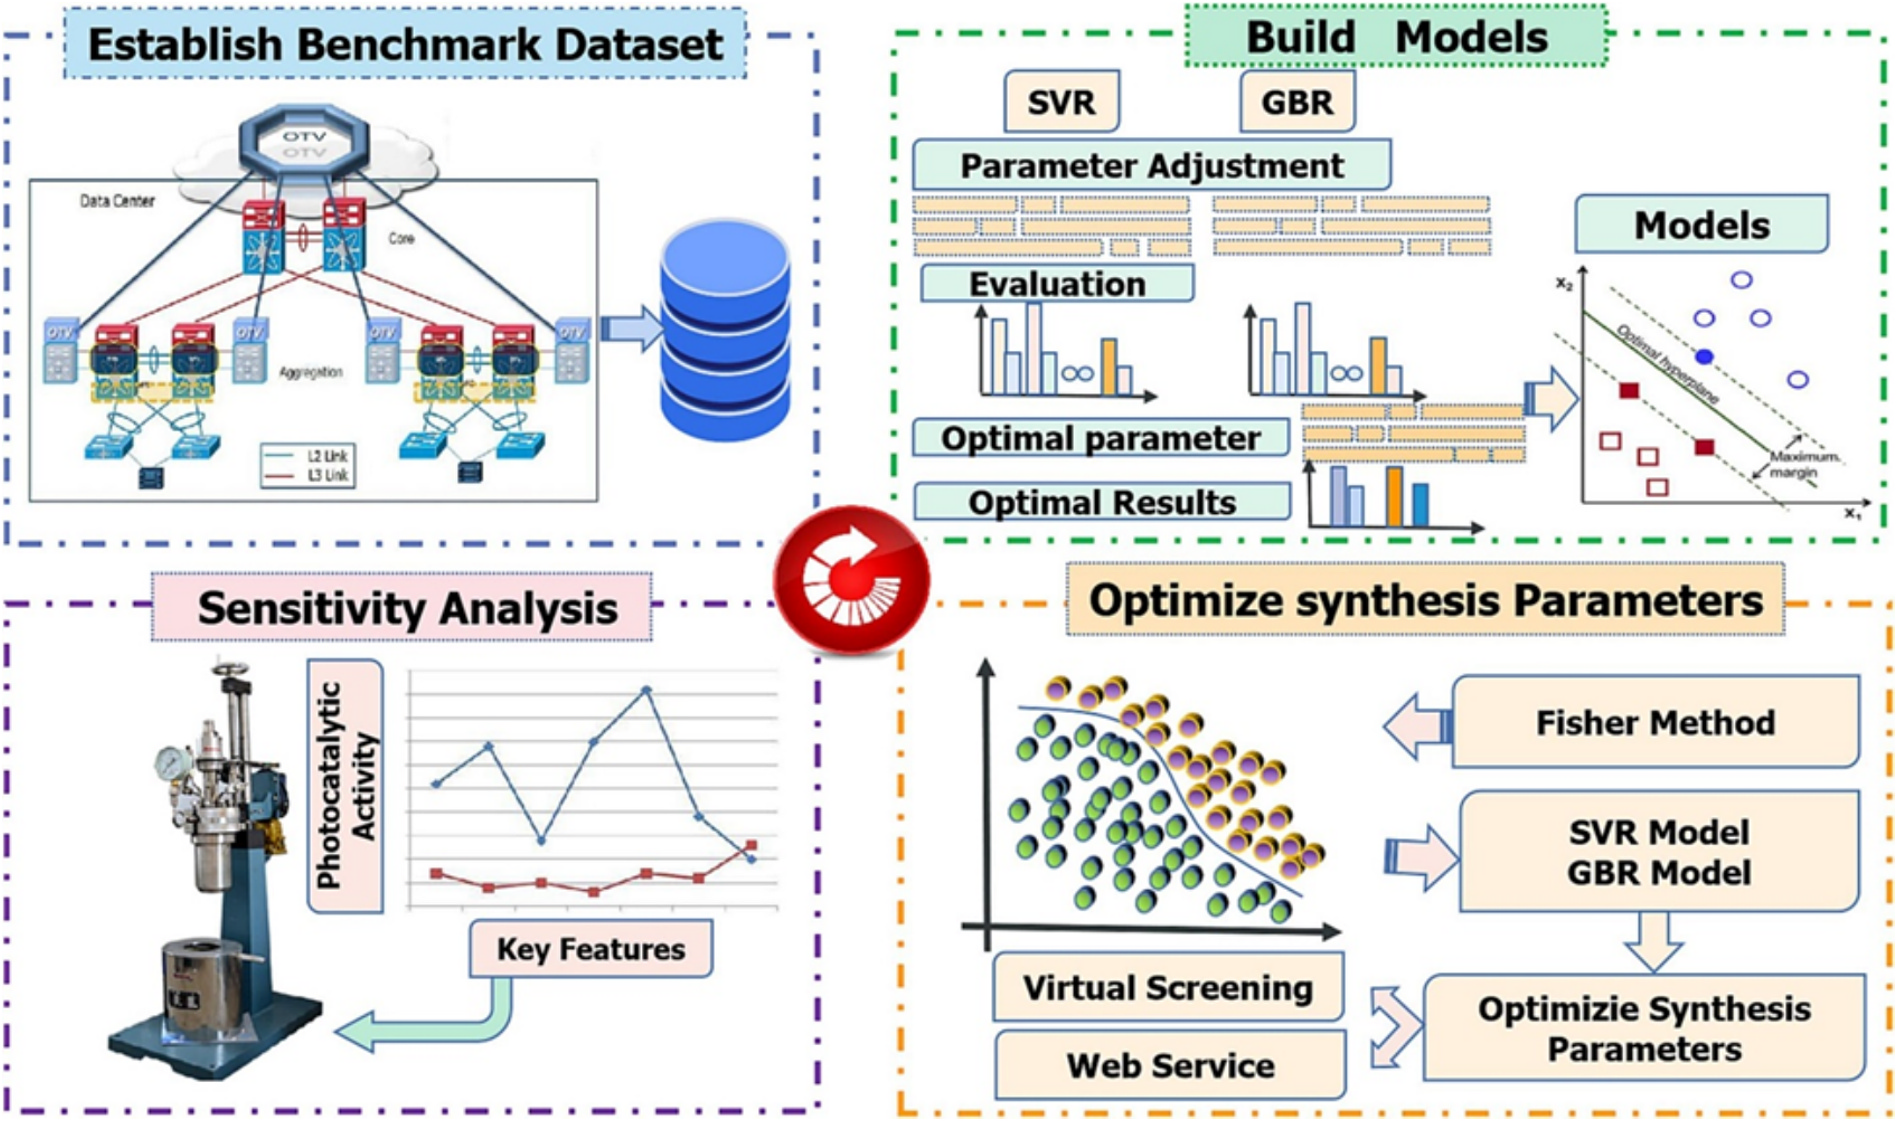 Establish Benchmark Dataset
OTV
OTV
Data Center
Core
OTV
OTV
OTV
OTV
Aggregation
L2 Link
L3 Link
Build Models
SVR
GBR
Parameter Adjustment
Evaluation
Optimal parameter
Optimal Results
Models
x₂
Optimal hyperplane
Maximum
margin
x₁
Sensitivity Analysis
Photocatalytic
Activity
Key Features
Optimize synthesis Parameters
Fisher Method
SVR Model
GBR Model
Optimizie Synthesis
Parameters
Virtual Screening
Web Service